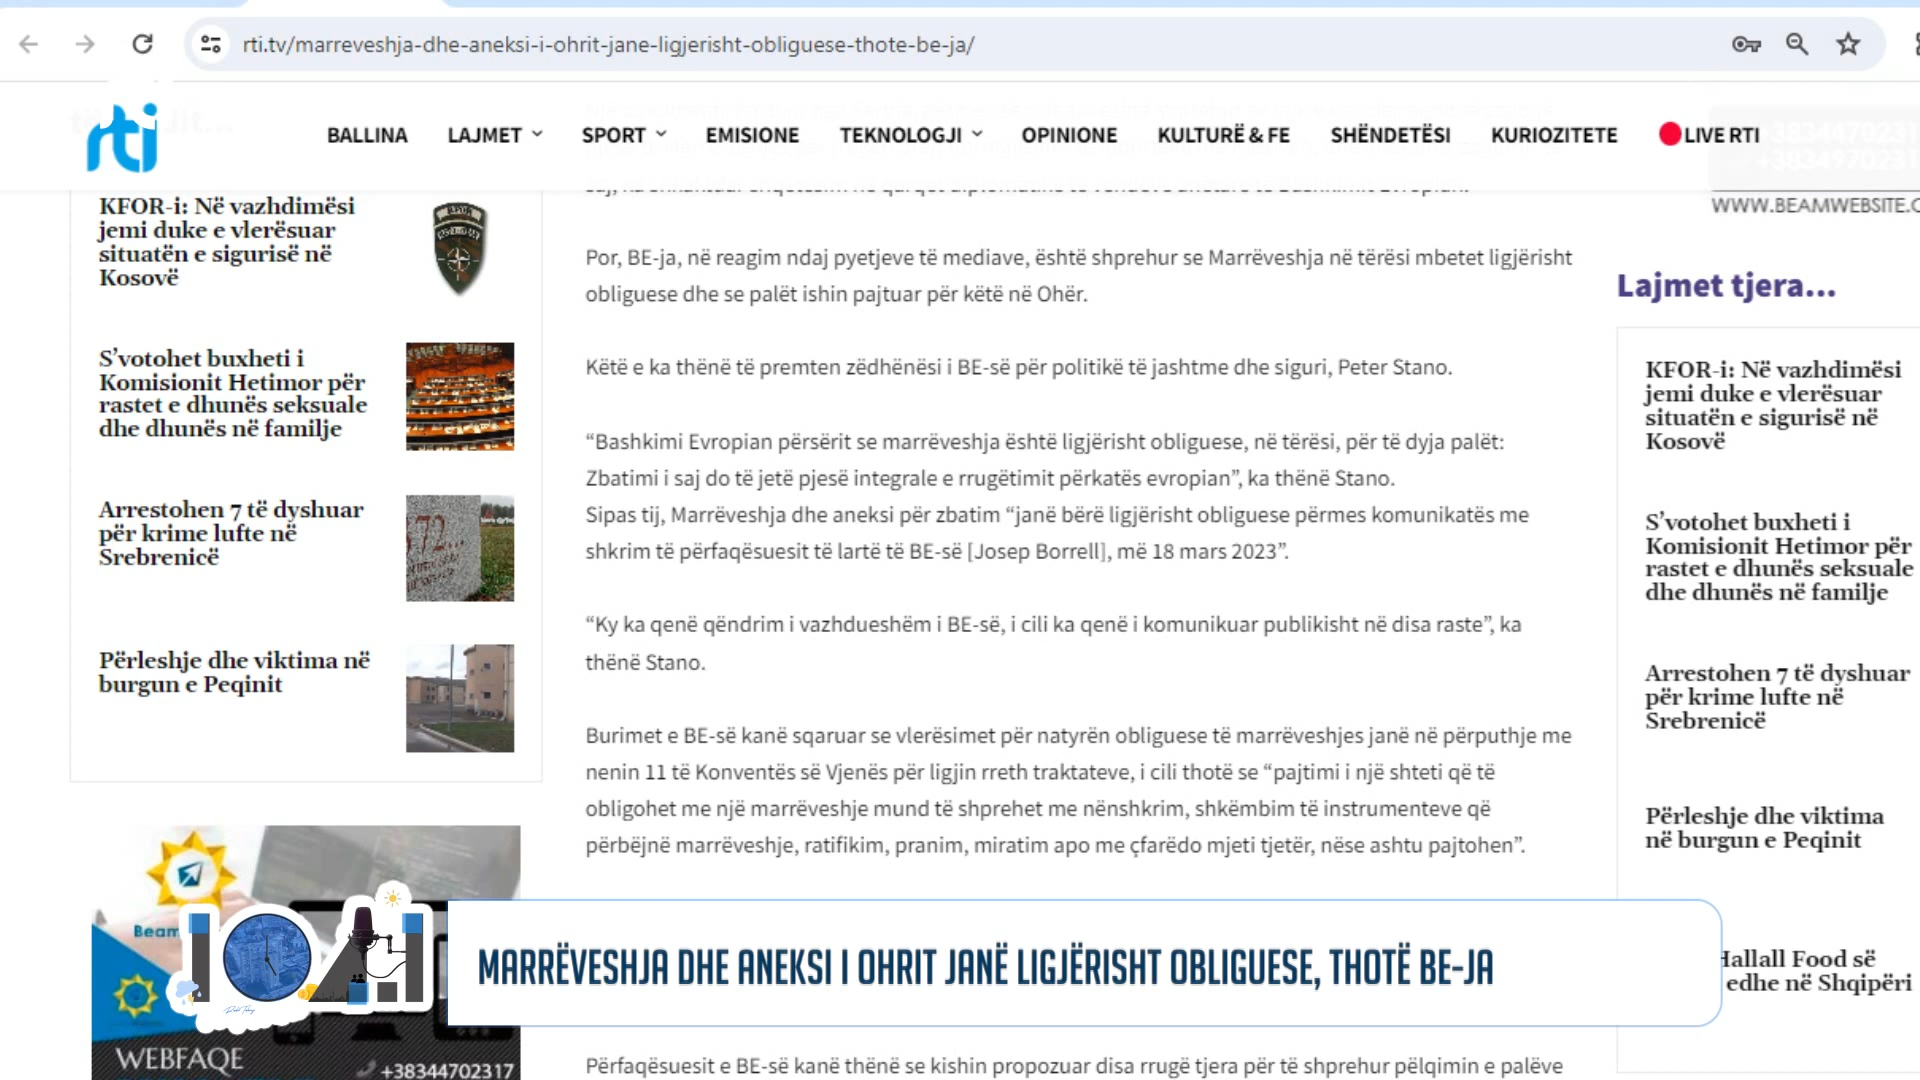 rti.tv/marreveshja-dhe-aneksi-i-ohrit-jane-ligjerisht-obliguese-thote-be-ja/
rti
BALLINA LAJMET SPORT EMISIONE TEKNOLOGJI OPINIONE KULTURË & FE SHËNDETËSI KURIOZITETE LIVE RTI
KFOR-i: Në vazhdimësi
jemi duke e vlerësuar
situatën e sigurisë në
Kosovë
S’votohet buxheti i
Komisionit Hetimor për
rastet e dhunës seksuale
dhe dhunës në familje
Arrestohen 7 të dyshuar
për krime lufte në
Srebrenicë
Përleshje dhe viktima në
burgun e Peqinit
Beam
WEBFAQE
+38344702317
Por, BE-ja, në reagim ndaj pyetjeve të mediave, është shprehur se Marrëveshja në tërësi mbetet ligjërisht
obliguese dhe se palët ishin pajtuar për këtë në Ohër.
Këtë e ka thënë të premten zëdhënësi i BE-së për politikë të jashtme dhe siguri, Peter Stano.
“Bashkimi Evropian përsërit se marrëveshja është ligjërisht obliguese, në tërësi, për të dyja palët:
Zbatimi i saj do të jetë pjesë integrale e rrugëtimit përkatës evropian”, ka thënë Stano.
Sipas tij, Marrëveshja dhe aneksi për zbatim “janë bërë ligjërisht obliguese përmes komunikatës me
shkrim të përfaqësuesit të lartë të BE-së [Josep Borrell], më 18 mars 2023”.
“Ky ka qenë qëndrim i vazhdueshëm i BE-së, i cili ka qenë i komunikuar publikisht në disa raste”, ka
thënë Stano.
Burimet e BE-së kanë sqaruar se vlerësimet për natyrën obliguese të marrëveshjes janë në përputhje me
nenin 11 të Konventës së Vjenës për ligjin rreth traktateve, i cili thotë se “pajtimi i një shteti që të
obligohet me një marrëveshje mund të shprehet me nënshkrim, shkëmbim të instrumenteve që
përbëjnë marrëveshje, ratifikim, pranim, miratim apo me çfarëdo mjeti tjetër, nëse ashtu pajtohen”.
MARRËVESHJA DHE ANEKSI I OHRIT JANË LIGJËRISHT OBLIGUESE, THOTË BE-JA
Përfaqësuesit e BE-së kanë thënë se kishin propozuar disa rrugë tjera për të shprehur pëlqimin e palëve
WWW.BEAMWEBSITE.C
Lajmet tjera...
KFOR-i: Në vazhdimësi
jemi duke e vlerësuar
situatën e sigurisë në
Kosovë
S’votohet buxheti i
Komisionit Hetimor për
rastet e dhunës seksuale
dhe dhunës në familje
Arrestohen 7 të dyshuar
për krime lufte në
Srebrenicë
Përleshje dhe viktima
në burgun e Peqinit
Hallall Food së
edhe në Shqipëri